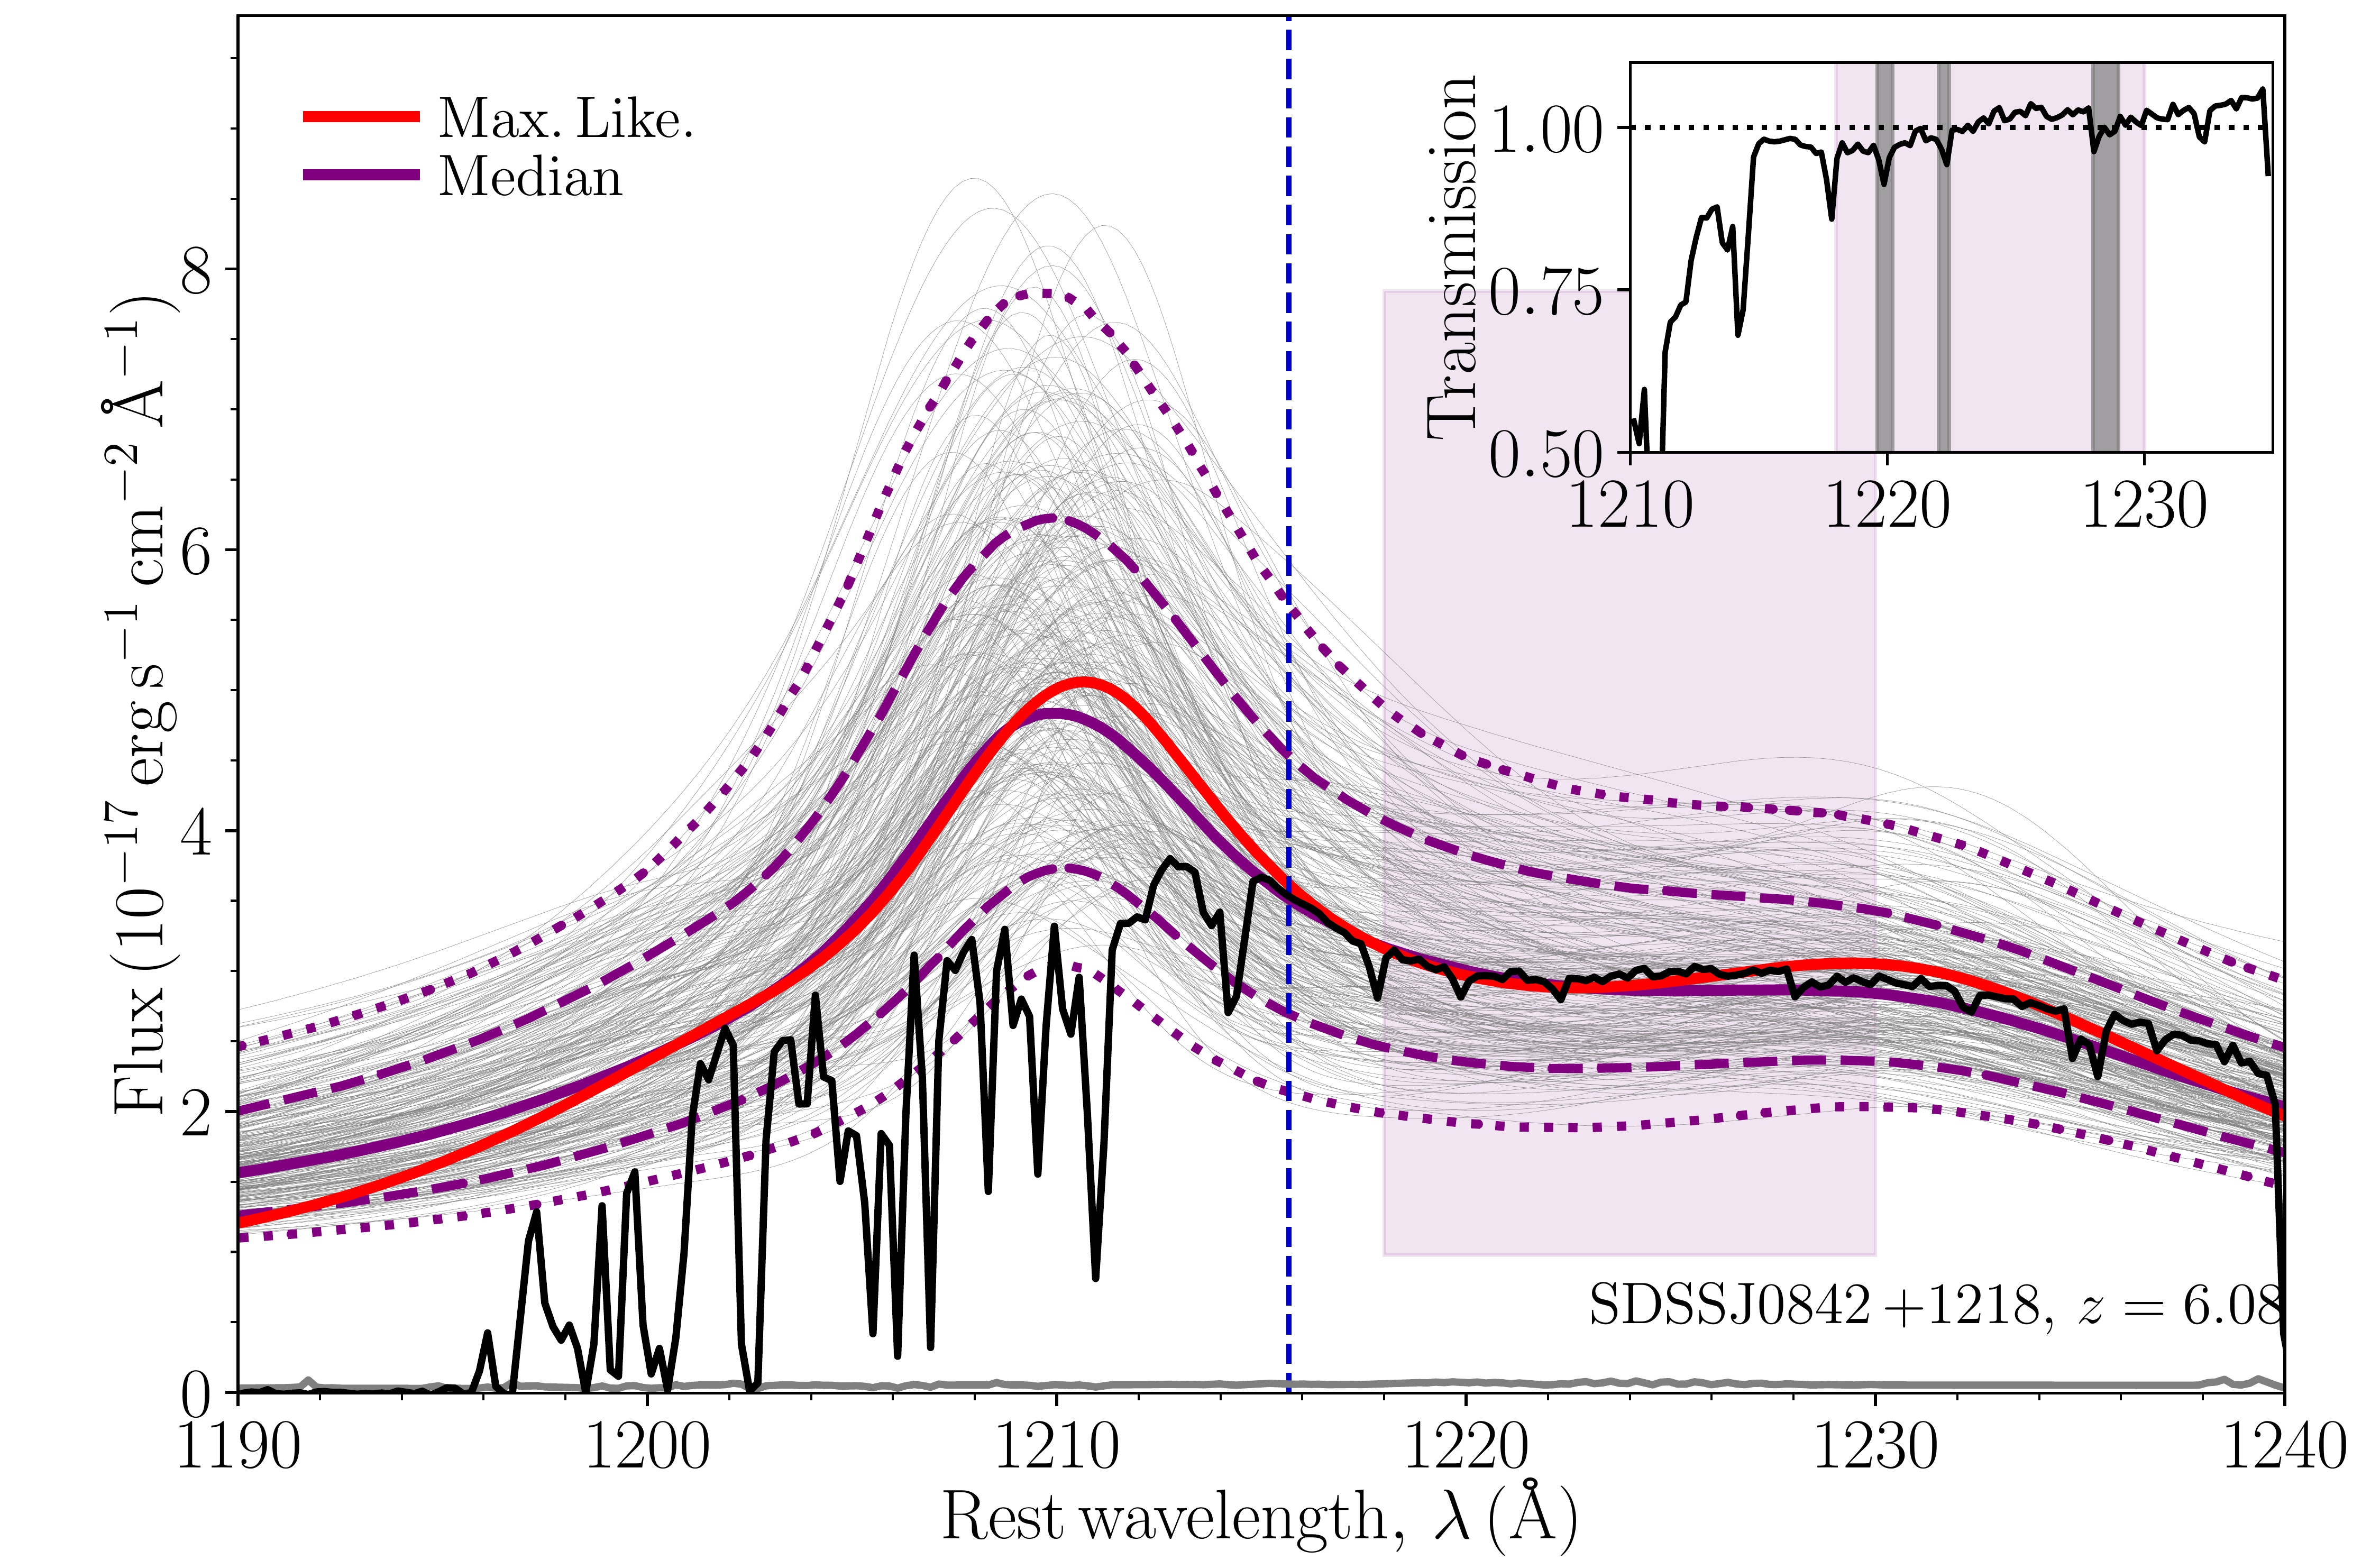 Max. Like.
Median
Flux (10⁻¹⁷ erg s⁻¹ cm⁻² Å⁻¹)
8
6
4
2
0
1190 1200 1210 1220 1230 1240
Rest wavelength, λ (Å)
Transmission
1.00
0.75
0.50
1210 1220 1230
SDSSJ0842+1218, z = 6.08